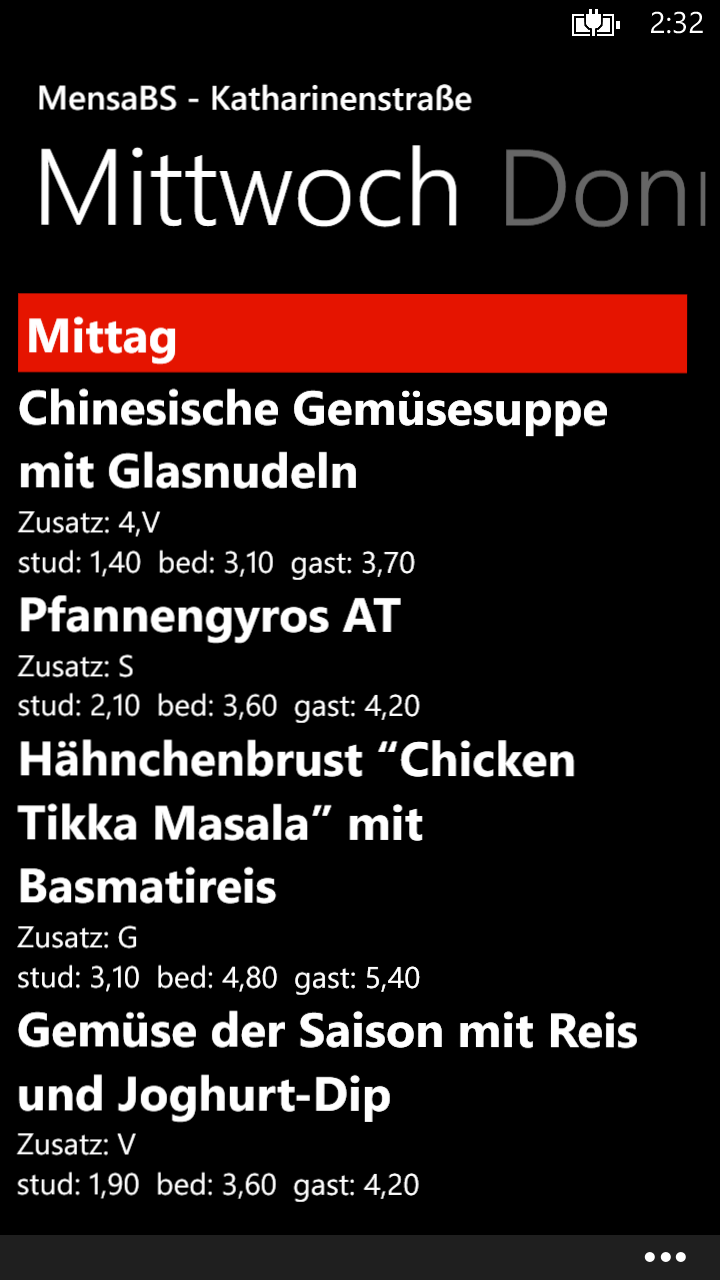 2:32
MensaBS - Katharinenstraße
Mittwoch Don
Mittag
Chinesische Gemüsesuppe
mit Glasnudeln
Zusatz: 4,V
stud: 1,40 bed: 3,10 gast: 3,70
Pfannengyros AT
Zusatz: S
stud: 2,10 bed: 3,60 gast: 4,20
Hähnchenbrust “Chicken
Tikka Masala” mit
Basmatireis
Zusatz: G
stud: 3,10 bed: 4,80 gast: 5,40
Gemüse der Saison mit Reis
und Joghurt-Dip
Zusatz: V
stud: 1,90 bed: 3,60 gast: 4,20